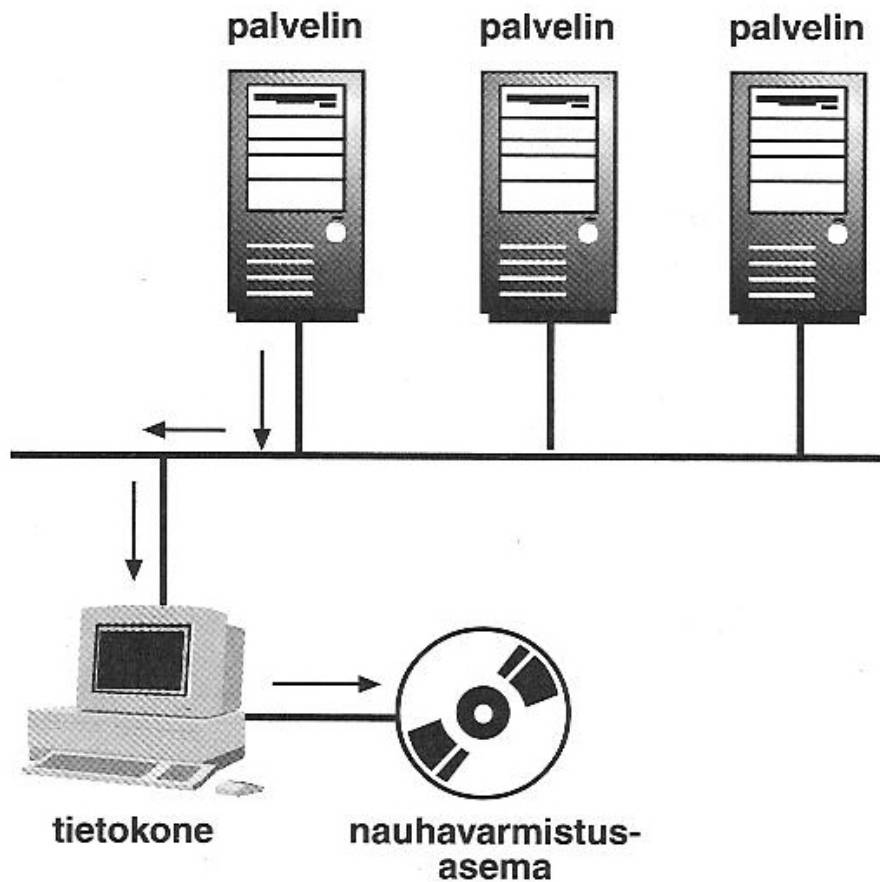 palvelin palvelin palvelin
tietokone
nauhavarmistus-
asema